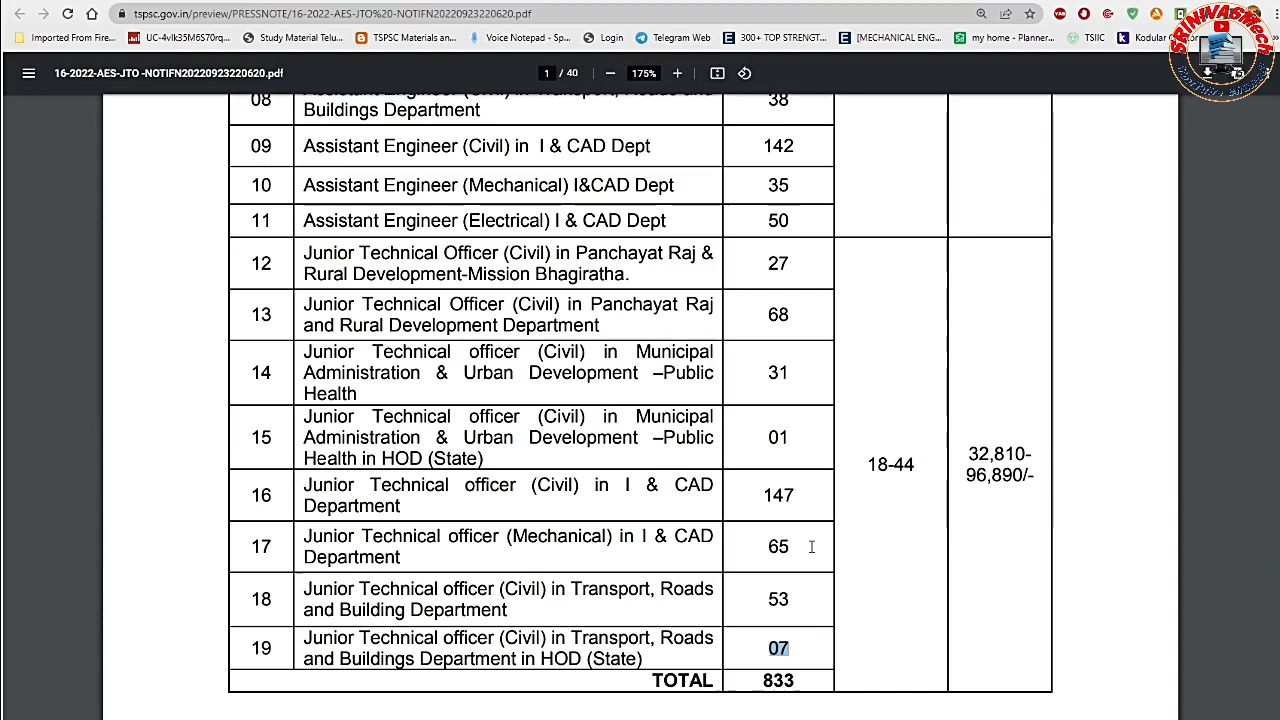 tspsc.gov.in/preview/PRESSNOTE/16-2022-AES-JTO%20-NOTIFN20220923220620.pdf
Imported From Fire... UC-4vlk35M6S70rq... Study Material Telu... TSPSC Materials an... Voice Notepad - Sp... Login Telegram Web 300+ TOP STRENGT... [MECHANICAL ENG... my home - Planner... TSIIC Kodular C
SRINIVASMech
16-2022-AES-JTO -NOTIFN20220923220620.pdf 1 / 40 175%
08 Buildings Department 38
09 Assistant Engineer (Civil) in I & CAD Dept 142
10 Assistant Engineer (Mechanical) I&CAD Dept 35
11 Assistant Engineer (Electrical) I & CAD Dept 50
12 Junior Technical Officer (Civil) in Panchayat Raj &
Rural Development-Mission Bhagiratha. 27
13 Junior Technical Officer (Civil) in Panchayat Raj
and Rural Development Department 68
14 Junior Technical officer (Civil) in Municipal
Administration & Urban Development –Public
Health 31
15 Junior Technical officer (Civil) in Municipal
Administration & Urban Development –Public
Health in HOD (State) 01
16 Junior Technical officer (Civil) in I & CAD
Department 147
17 Junior Technical officer (Mechanical) in I & CAD
Department 65
18 Junior Technical officer (Civil) in Transport, Roads
and Building Department 53
19 Junior Technical officer (Civil) in Transport, Roads
and Buildings Department in HOD (State) 07
18-44
32,810-
96,890/-
TOTAL 833